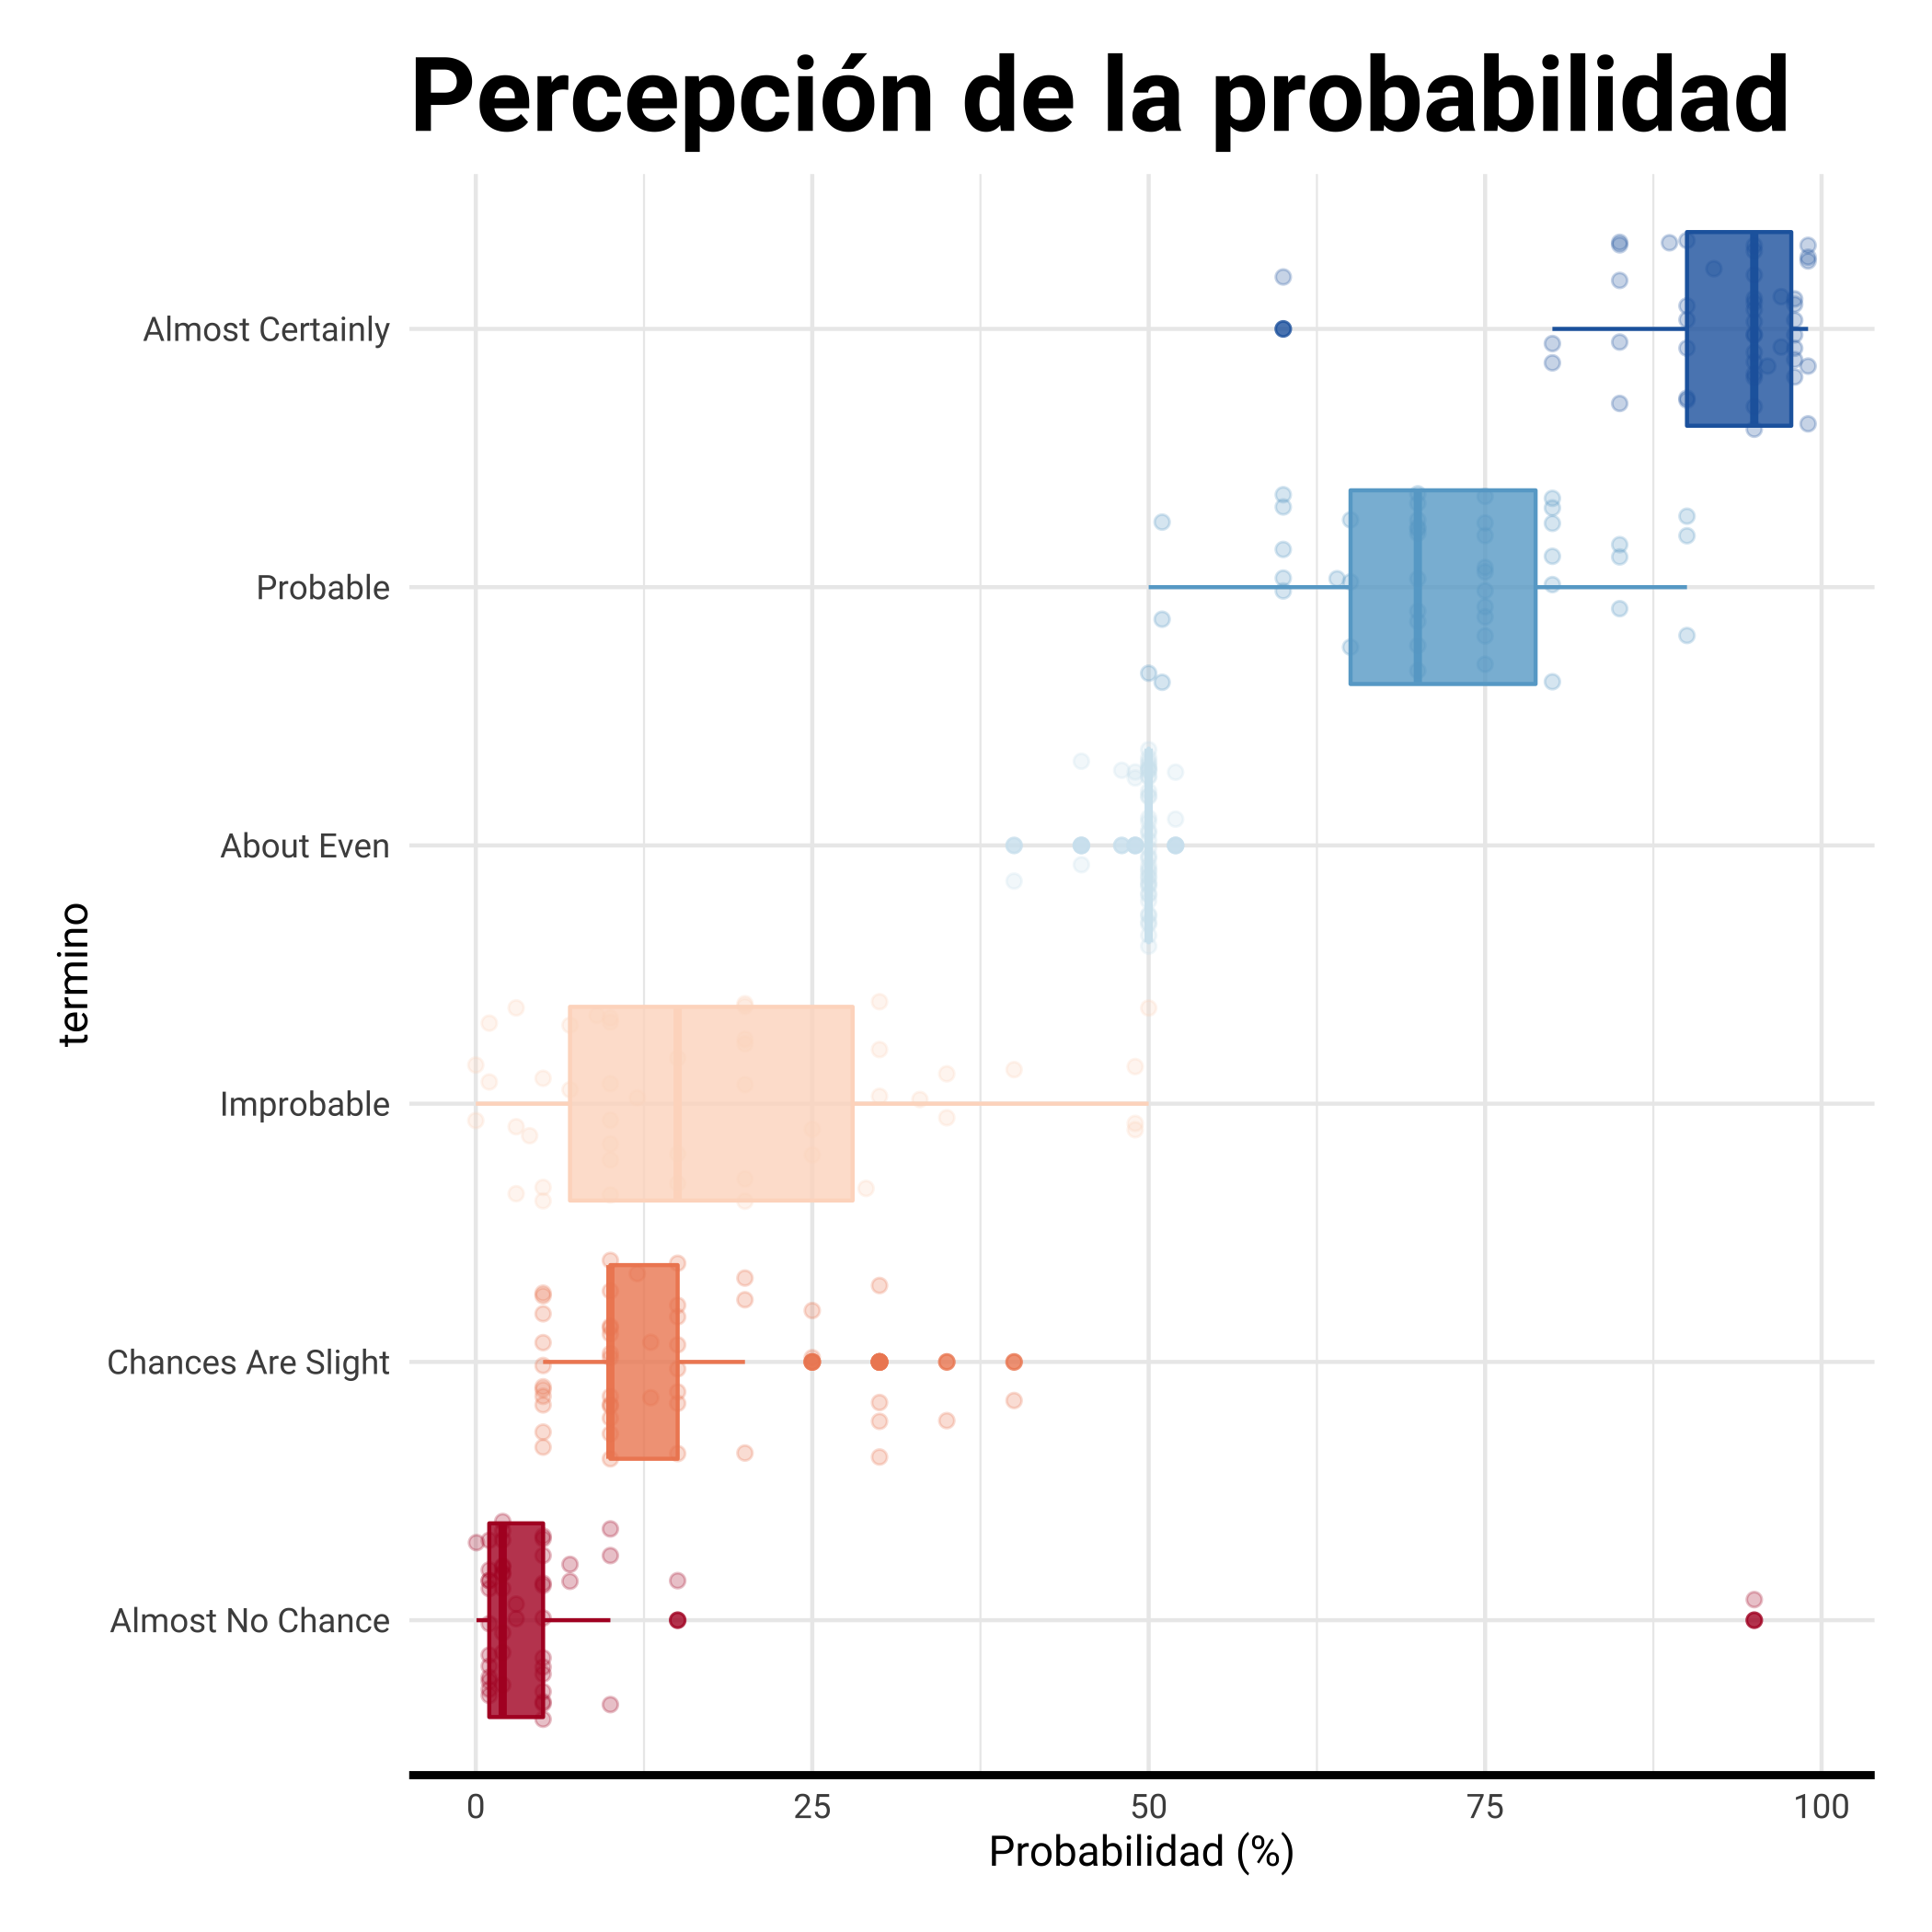 Percepción de la probabilidad
Almost Certainly
Probable
About Even
termino
Improbable
Chances Are Slight
Almost No Chance
0 25 50 75 100
Probabilidad (%)